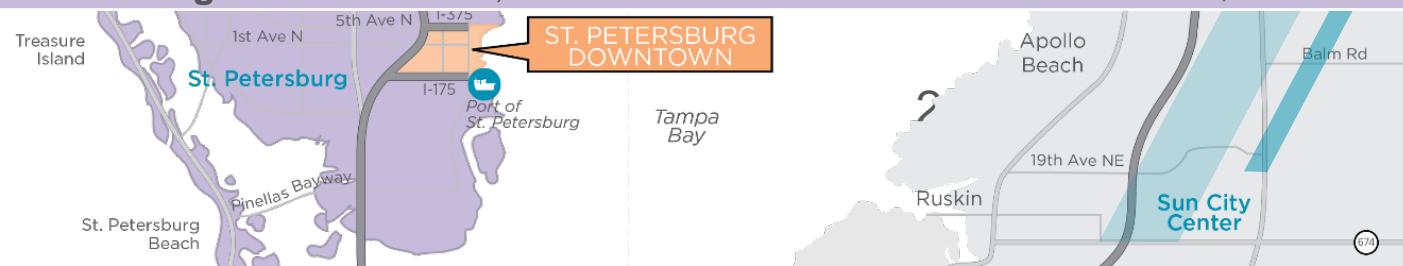 5th Ave N
I-375
1st Ave N
Treasure
Island
St. Petersburg
ST. PETERSBURG
DOWNTOWN
I-175
Port of
St. Petersburg
Tampa
Bay
Pinellas Bayway
St. Petersburg
Beach
Apollo
Beach
Balm Rd
2
19th Ave NE
Ruskin
Sun City
Center
674